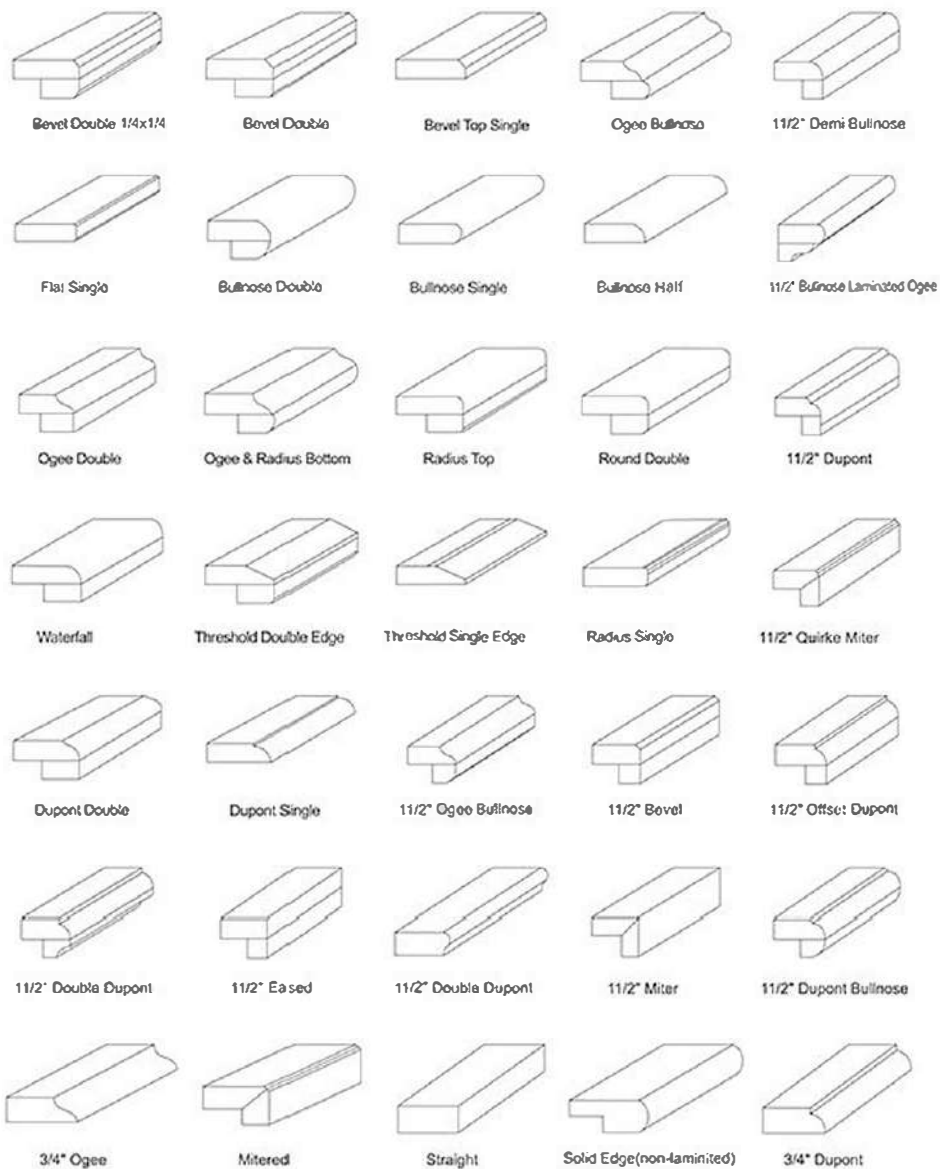 Bevel Double 1/4x1/4
Bevel Double
Bevel Top Single
Ogee Bullnose
11/2" Demi Bullnose
Flat Single
Bullnose Double
Bullnose Single
Bullnose Half
11/2" Bullnose Laminated Ogee
Ogee Double
Ogee & Radius Bottom
Radius Top
Round Double
11/2" Dupont
Waterfall
Threshold Double Edge
Threshold Single Edge
Radius Single
11/2" Quirke Miter
Dupont Double
Dupont Single
11/2" Ogee Bullnose
11/2" Bevel
11/2" Offset Dupont
11/2" Double Dupont
11/2" Eased
11/2" Double Dupont
11/2" Miter
11/2" Dupont Bullnose
3/4" Ogee
Mitered
Straight
Solid Edge(non-laminited)
3/4" Dupont